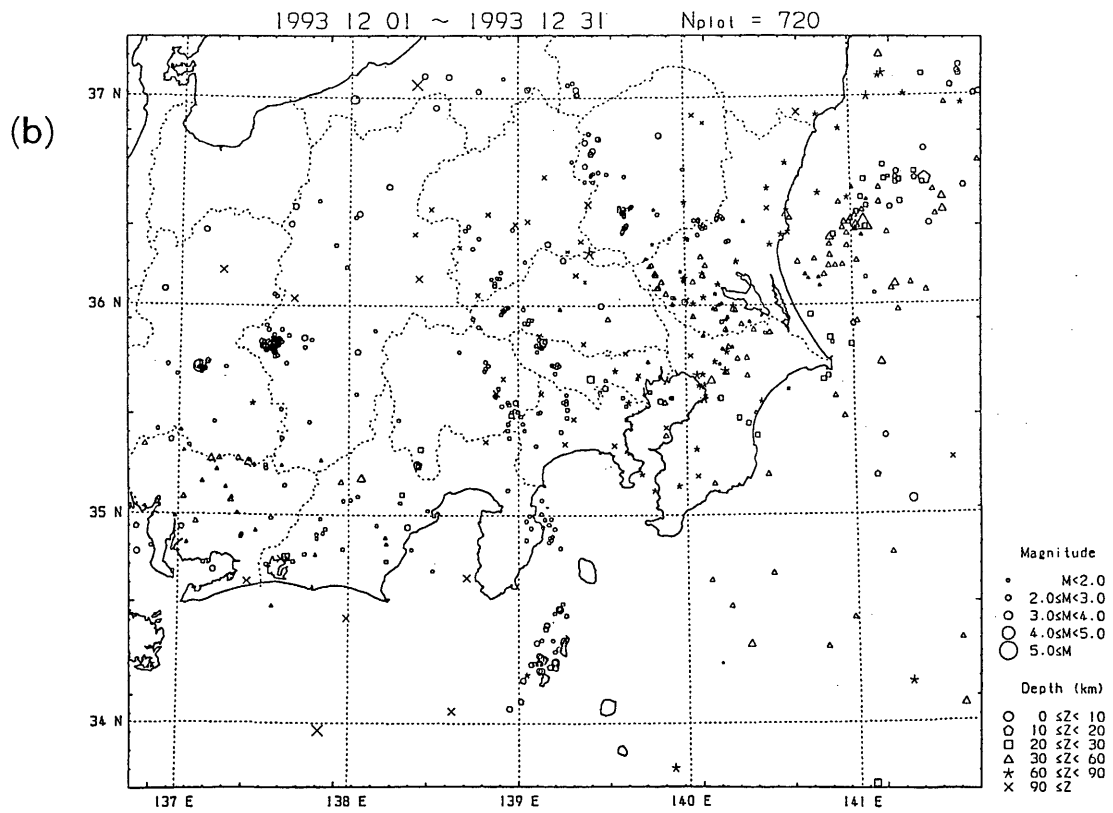 1993 12 01 ~ 1993 12 31 Nplot = 720
(b)
37 N
36 N
35 N
34 N
137 E
138 E
139 E
140 E
141 E
Magnitude
M<2.0
2.0≤M<3.0
3.0≤M<4.0
4.0≤M<5.0
5.0≤M
Depth (km)
0 ≤Z< 10
10 ≤Z< 20
20 ≤Z< 30
30 ≤Z< 60
60 ≤Z< 90
90 ≤Z